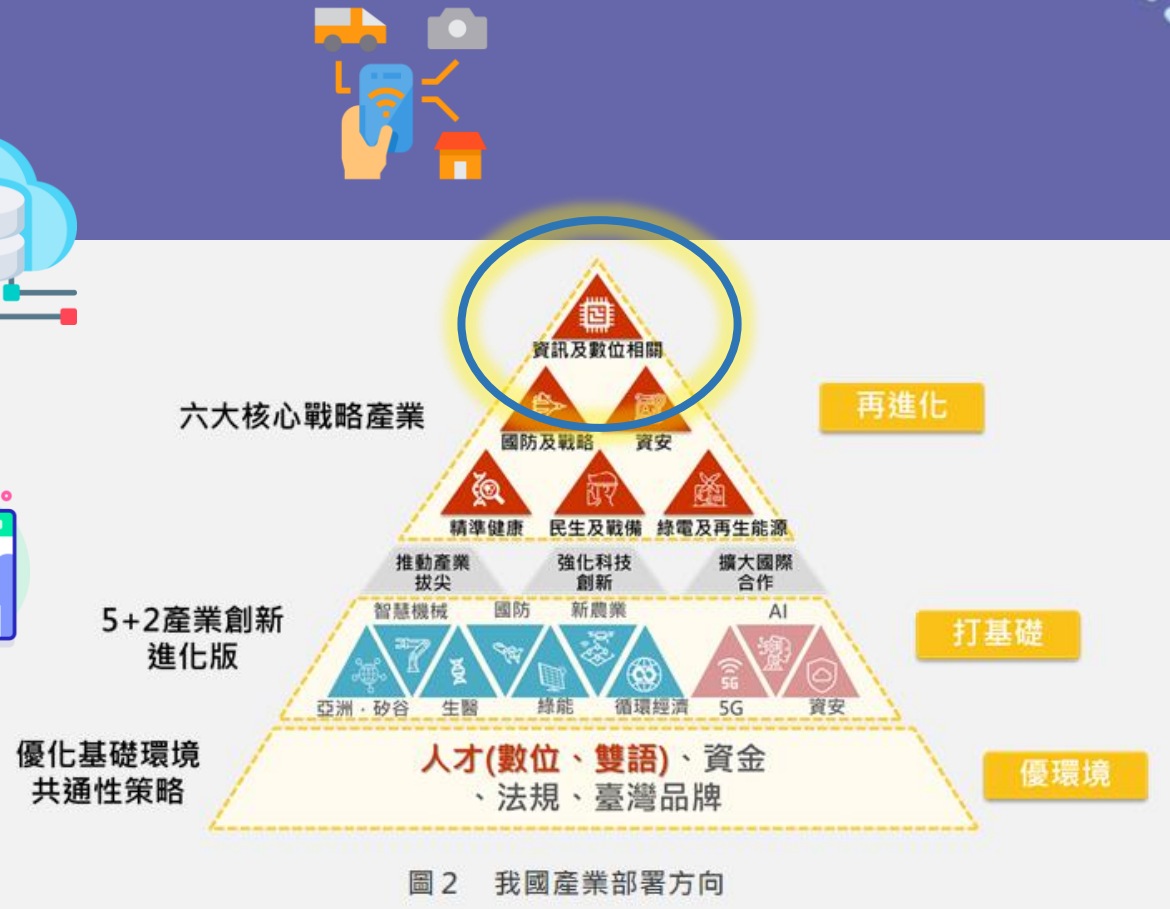 資訊及數位相關
六大核心戰略產業
再進化
國防及戰略 資安
精準健康 民生及戰備 綠電及再生能源
推動產業
拔尖
強化科技
創新
擴大國際
合作
5+2產業創新
進化版
智慧機械 國防 新農業 AI
打基礎
5G
亞洲·矽谷 生醫 綠能 循環經濟 5G 資安
優化基礎環境
共通性策略
人才(數位、雙語)、資金
、法規、臺灣品牌
優環境
圖2 我國產業部署方向